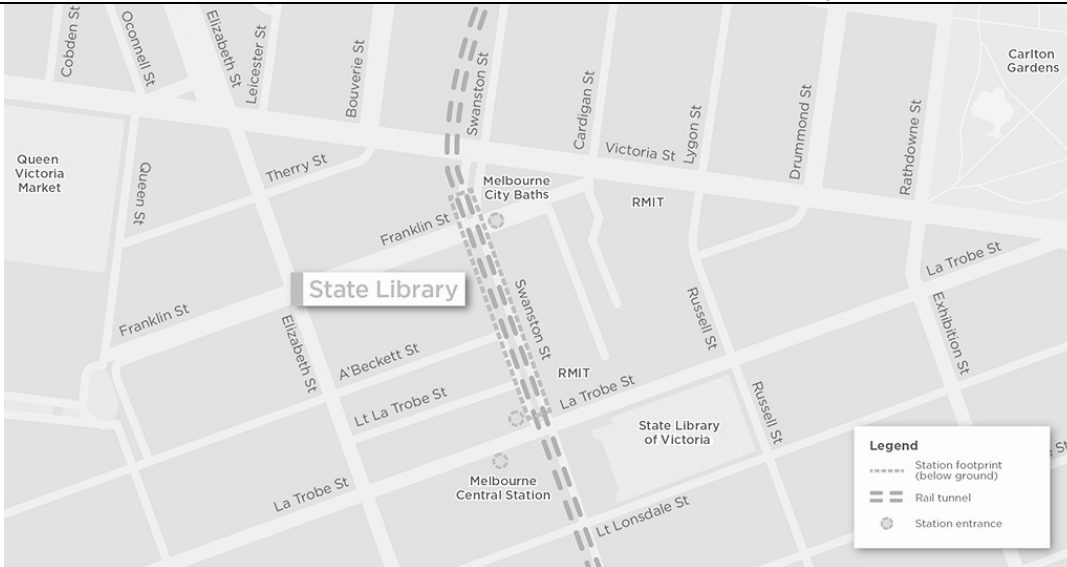 Cobden St
Oconnell St
Elizabeth St
Leicester St
Bouverie St
Swanston St
Cardigan St
Lygon St
Drummond St
Rathdowne St
Carlton
Gardens
Victoria St
Queen
Victoria
Market
Queen St
Therry St
Melbourne
City Baths
RMIT
Franklin St
La Trobe St
State Library
Franklin St
Elizabeth St
Swanston St
Russell St
Exhibition St
A'Beckett St
RMIT
Lt La Trobe St
La Trobe St
Russell St
State Library
of Victoria
La Trobe St
Melbourne
Central Station
Lt Lonsdale St
Legend
Station footprint
(below ground)
Rail tunnel
Station entrance